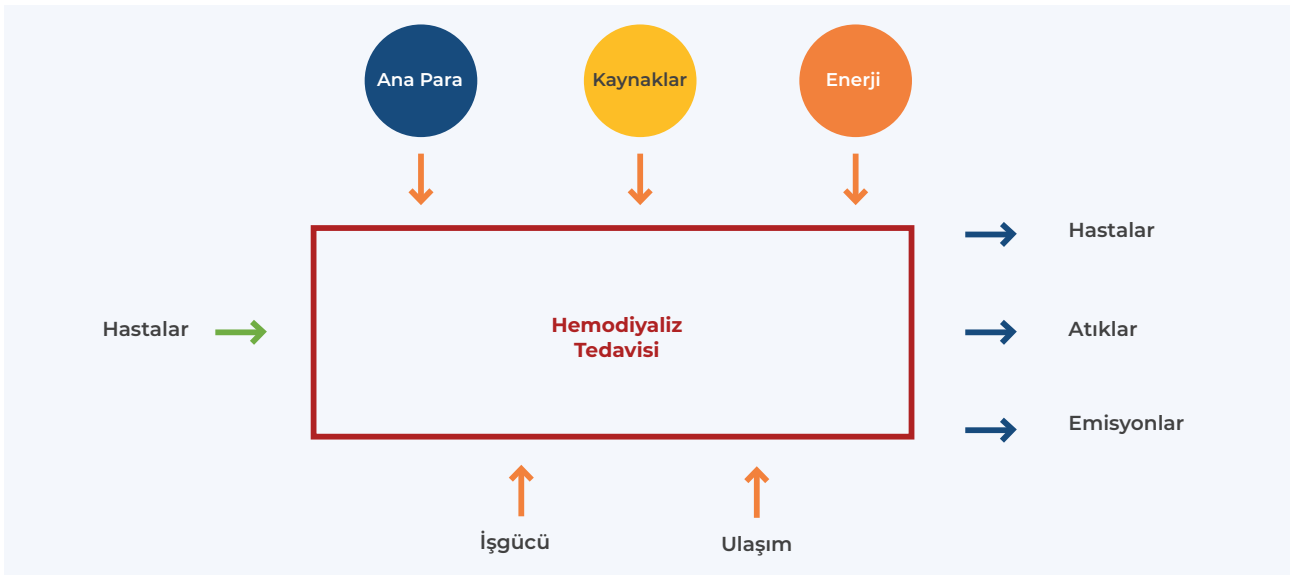 Ana Para
Kaynaklar
Enerji
Hastalar
Hemodiyaliz
Tedavisi
Hastalar
Atıklar
Emisyonlar
İşgücü
Ulaşım